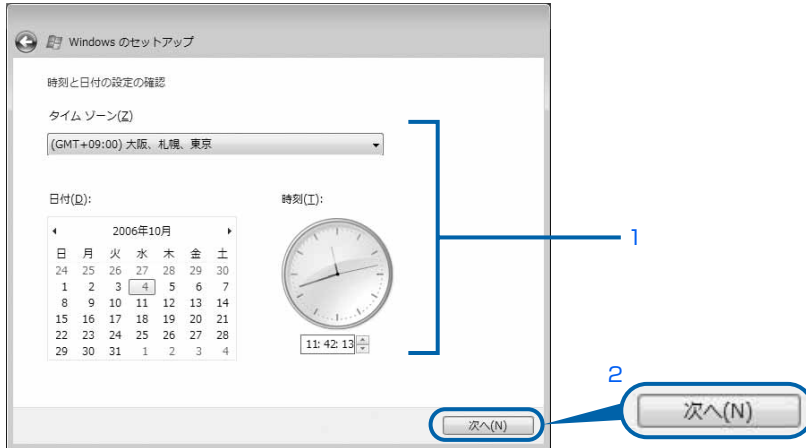 Windows のセットアップ
時刻と日付の設定の確認
タイム ゾーン(Z)
(GMT+09:00) 大阪、札幌、東京
日付(D):
2006年10月
日 月 火 水 木 金 土
24 25 26 27 28 29 30
1 2 3 4 5 6 7
8 9 10 11 12 13 14
15 16 17 18 19 20 21
22 23 24 25 26 27 28
29 30 31 1 2 3 4
時刻(T):
11: 42: 13
1
次へ(N)
2
次へ(N)